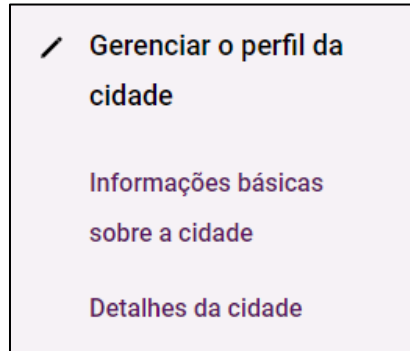 Gerenciar o perfil da
cidade
Informações básicas
sobre a cidade
Detalhes da cidade